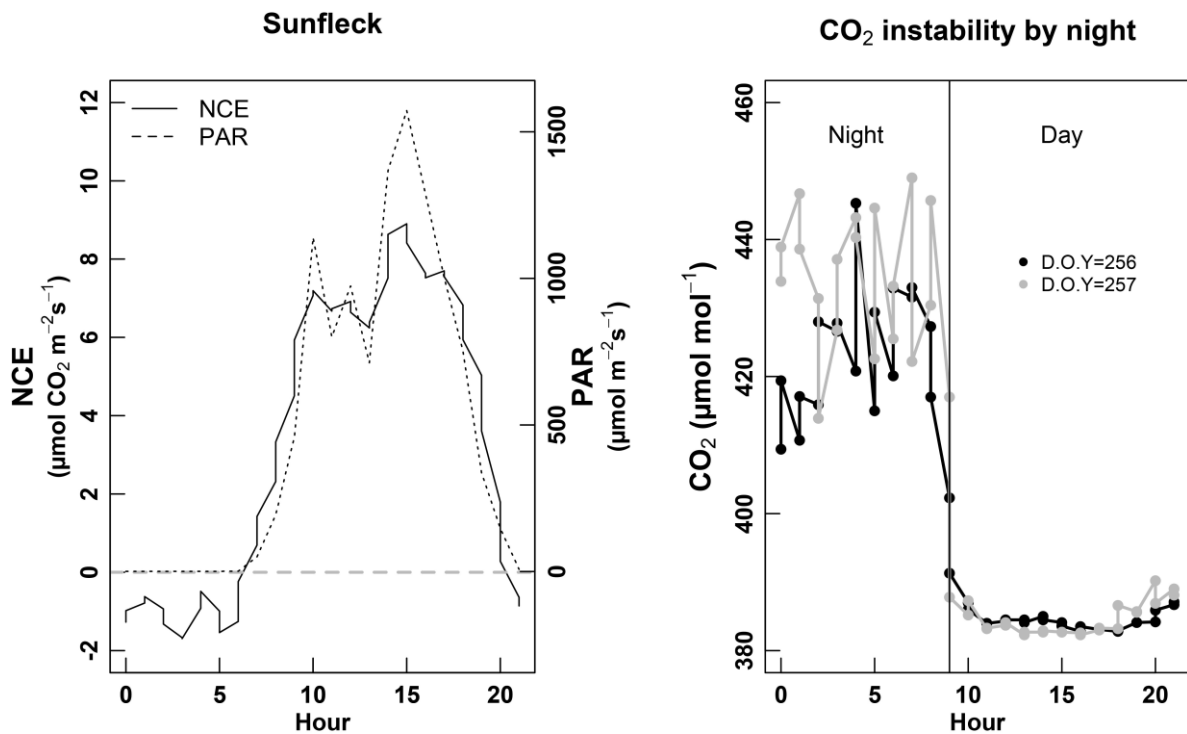 Sunfleck
NCE
PAR
12
10
8
6
4
2
0
-2
NCE
(µmol CO₂ m⁻²s⁻¹)
1500
1000
500
0
PAR
(µmol m⁻²s⁻¹)
0 5 10 15 20
Hour
CO₂ instability by night
Night Day
D.O.Y=256
D.O.Y=257
460
440
420
400
380
CO₂ (µmol mol⁻¹)
0 5 10 15 20
Hour